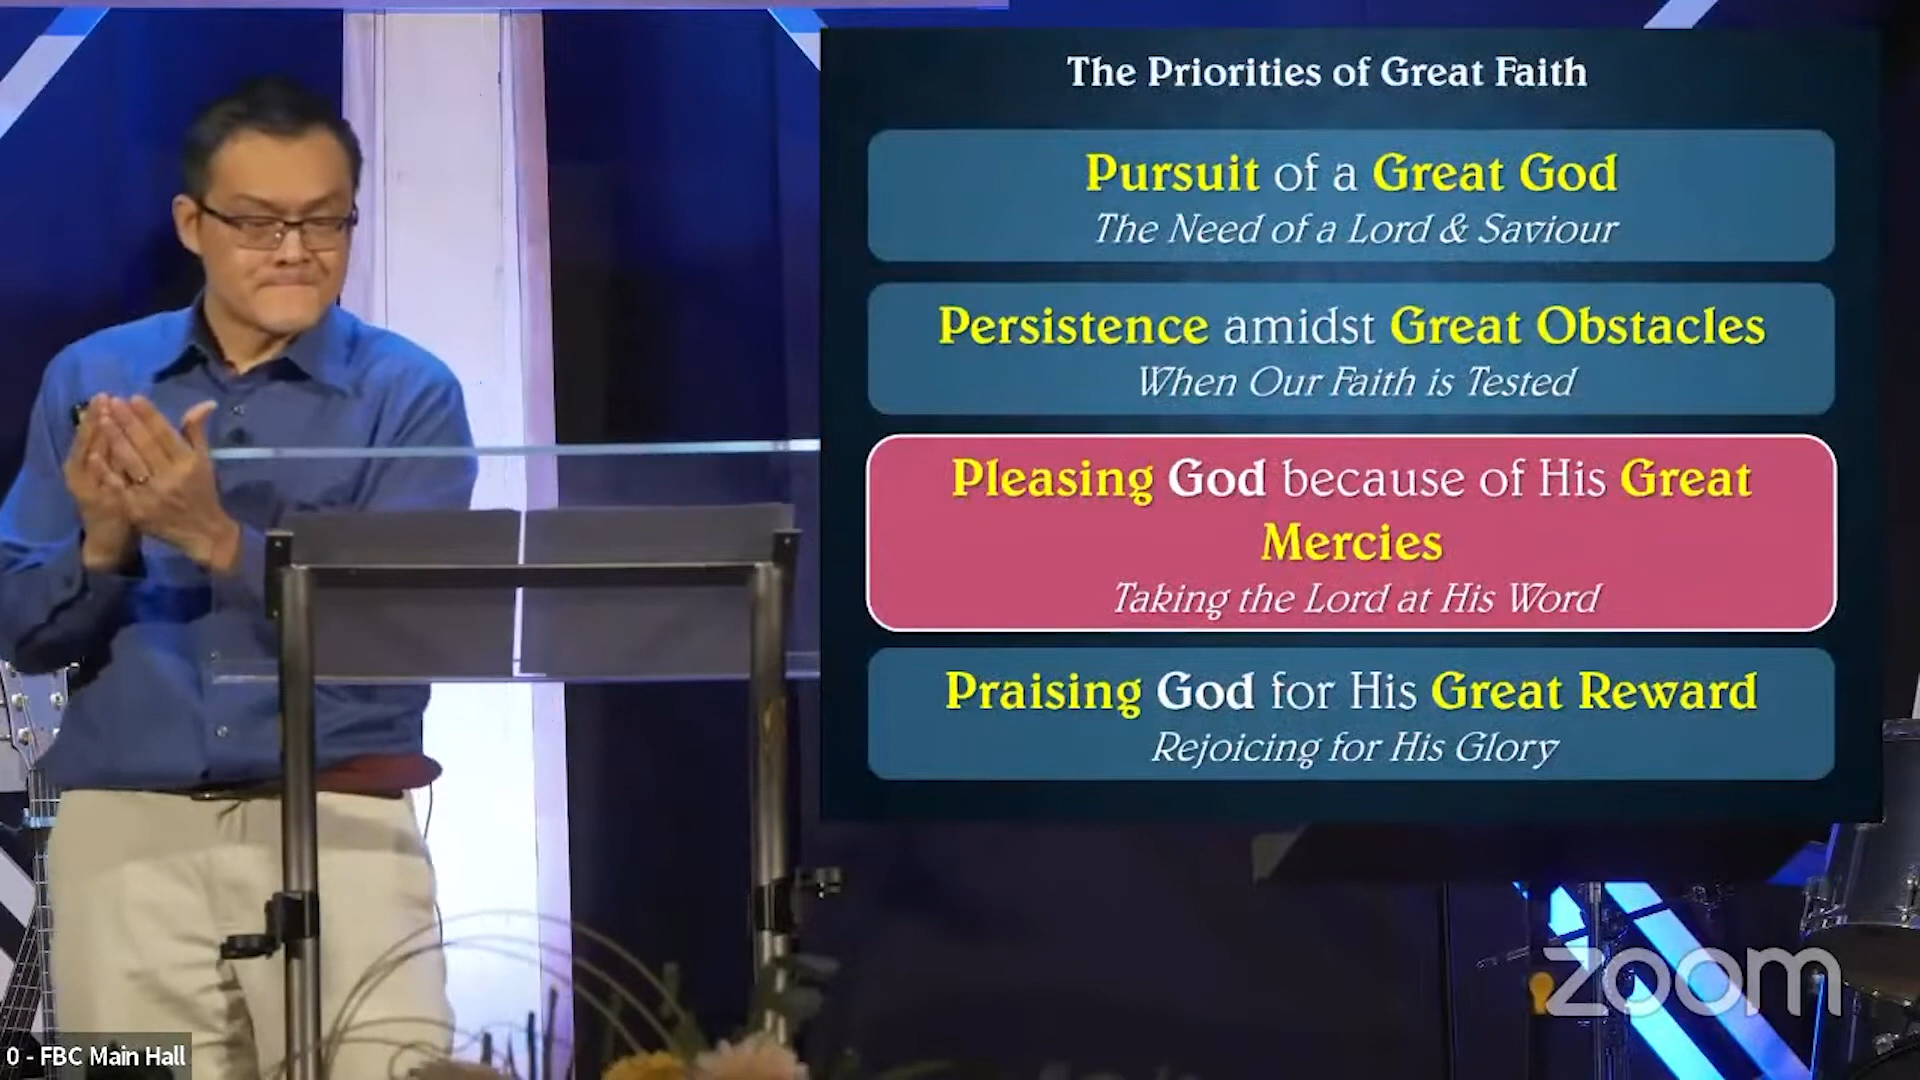 The Priorities of Great Faith
Pursuit of a Great God
The Need of a Lord & Saviour
Persistence amidst Great Obstacles
When Our Faith is Tested
Pleasing God because of His Great
Mercies
Taking the Lord at His Word
Praising God for His Great Reward
Rejoicing for His Glory
zoom
0 - FBC Main Hall